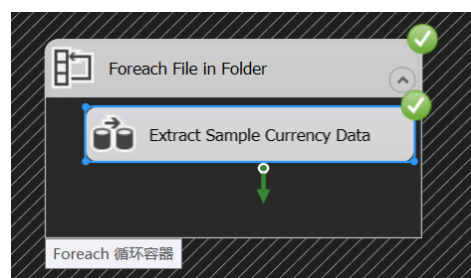 Foreach File in Folder
Extract Sample Currency Data
Foreach 循环容器